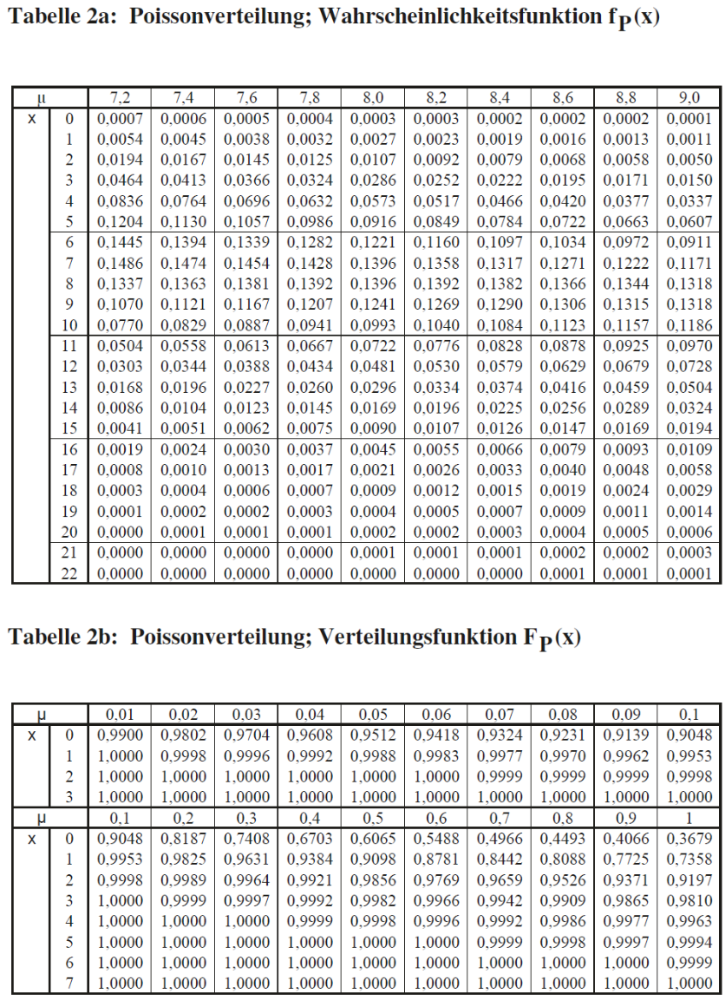 Tabelle 2a: Poissonverteilung; Wahrscheinlichkeitsfunktion fP(x)
μ 7,2 7,4 7,6 7,8 8,0 8,2 8,4 8,6 8,8 9,0
x 0 0,0007 0,0006 0,0005 0,0004 0,0003 0,0003 0,0002 0,0002 0,0002 0,0001
1 0,0054 0,0045 0,0038 0,0032 0,0027 0,0023 0,0019 0,0016 0,0013 0,0011
2 0,0194 0,0167 0,0145 0,0125 0,0107 0,0092 0,0079 0,0068 0,0058 0,0050
3 0,0464 0,0413 0,0366 0,0324 0,0286 0,0252 0,0222 0,0195 0,0171 0,0150
4 0,0836 0,0764 0,0696 0,0632 0,0573 0,0517 0,0466 0,0420 0,0377 0,0337
5 0,1204 0,1130 0,1057 0,0986 0,0916 0,0849 0,0784 0,0722 0,0663 0,0607
6 0,1445 0,1394 0,1339 0,1282 0,1221 0,1160 0,1097 0,1034 0,0972 0,0911
7 0,1486 0,1474 0,1454 0,1428 0,1396 0,1358 0,1317 0,1271 0,1222 0,1171
8 0,1337 0,1363 0,1381 0,1392 0,1396 0,1392 0,1382 0,1366 0,1344 0,1318
9 0,1070 0,1121 0,1167 0,1207 0,1241 0,1269 0,1290 0,1306 0,1315 0,1318
10 0,0770 0,0829 0,0887 0,0941 0,0993 0,1040 0,1084 0,1123 0,1157 0,1186
11 0,0504 0,0558 0,0613 0,0667 0,0722 0,0776 0,0828 0,0878 0,0925 0,0970
12 0,0303 0,0344 0,0388 0,0434 0,0481 0,0530 0,0579 0,0629 0,0679 0,0728
13 0,0168 0,0196 0,0227 0,0260 0,0296 0,0334 0,0374 0,0416 0,0459 0,0504
14 0,0086 0,0104 0,0123 0,0145 0,0169 0,0196 0,0225 0,0256 0,0289 0,0324
15 0,0041 0,0051 0,0062 0,0075 0,0090 0,0107 0,0126 0,0147 0,0169 0,0194
16 0,0019 0,0024 0,0030 0,0037 0,0045 0,0055 0,0066 0,0079 0,0093 0,0109
17 0,0008 0,0010 0,0013 0,0017 0,0021 0,0026 0,0033 0,0040 0,0048 0,0058
18 0,0003 0,0004 0,0006 0,0007 0,0009 0,0012 0,0015 0,0019 0,0024 0,0029
19 0,0001 0,0002 0,0002 0,0003 0,0004 0,0005 0,0007 0,0009 0,0011 0,0014
20 0,0000 0,0001 0,0001 0,0001 0,0002 0,0002 0,0003 0,0004 0,0005 0,0006
21 0,0000 0,0000 0,0000 0,0000 0,0001 0,0001 0,0001 0,0002 0,0002 0,0003
22 0,0000 0,0000 0,0000 0,0000 0,0000 0,0000 0,0000 0,0001 0,0001 0,0001
Tabelle 2b: Poissonverteilung; Verteilungsfunktion FP(x)
μ 0,01 0,02 0,03 0,04 0,05 0,06 0,07 0,08 0,09 0,1
x 0 0,9900 0,9802 0,9704 0,9608 0,9512 0,9418 0,9324 0,9231 0,9139 0,9048
1 1,0000 0,9998 0,9996 0,9992 0,9988 0,9983 0,9977 0,9970 0,9962 0,9953
2 1,0000 1,0000 1,0000 1,0000 1,0000 1,0000 0,9999 0,9999 0,9999 0,9998
3 1,0000 1,0000 1,0000 1,0000 1,0000 1,0000 1,0000 1,0000 1,0000 1,0000
μ 0,1 0,2 0,3 0,4 0,5 0,6 0,7 0,8 0,9 1
x 0 0,9048 0,8187 0,7408 0,6703 0,6065 0,5488 0,4966 0,4493 0,4066 0,3679
1 0,9953 0,9825 0,9631 0,9384 0,9098 0,8781 0,8442 0,8088 0,7725 0,7358
2 0,9998 0,9989 0,9964 0,9921 0,9856 0,9769 0,9659 0,9526 0,9371 0,9197
3 1,0000 0,9999 0,9997 0,9992 0,9982 0,9966 0,9942 0,9909 0,9865 0,9810
4 1,0000 1,0000 1,0000 0,9999 0,9998 0,9996 0,9992 0,9986 0,9977 0,9963
5 1,0000 1,0000 1,0000 1,0000 1,0000 1,0000 0,9999 0,9998 0,9997 0,9994
6 1,0000 1,0000 1,0000 1,0000 1,0000 1,0000 1,0000 1,0000 1,0000 0,9999
7 1,0000 1,0000 1,0000 1,0000 1,0000 1,0000 1,0000 1,0000 1,0000 1,0000